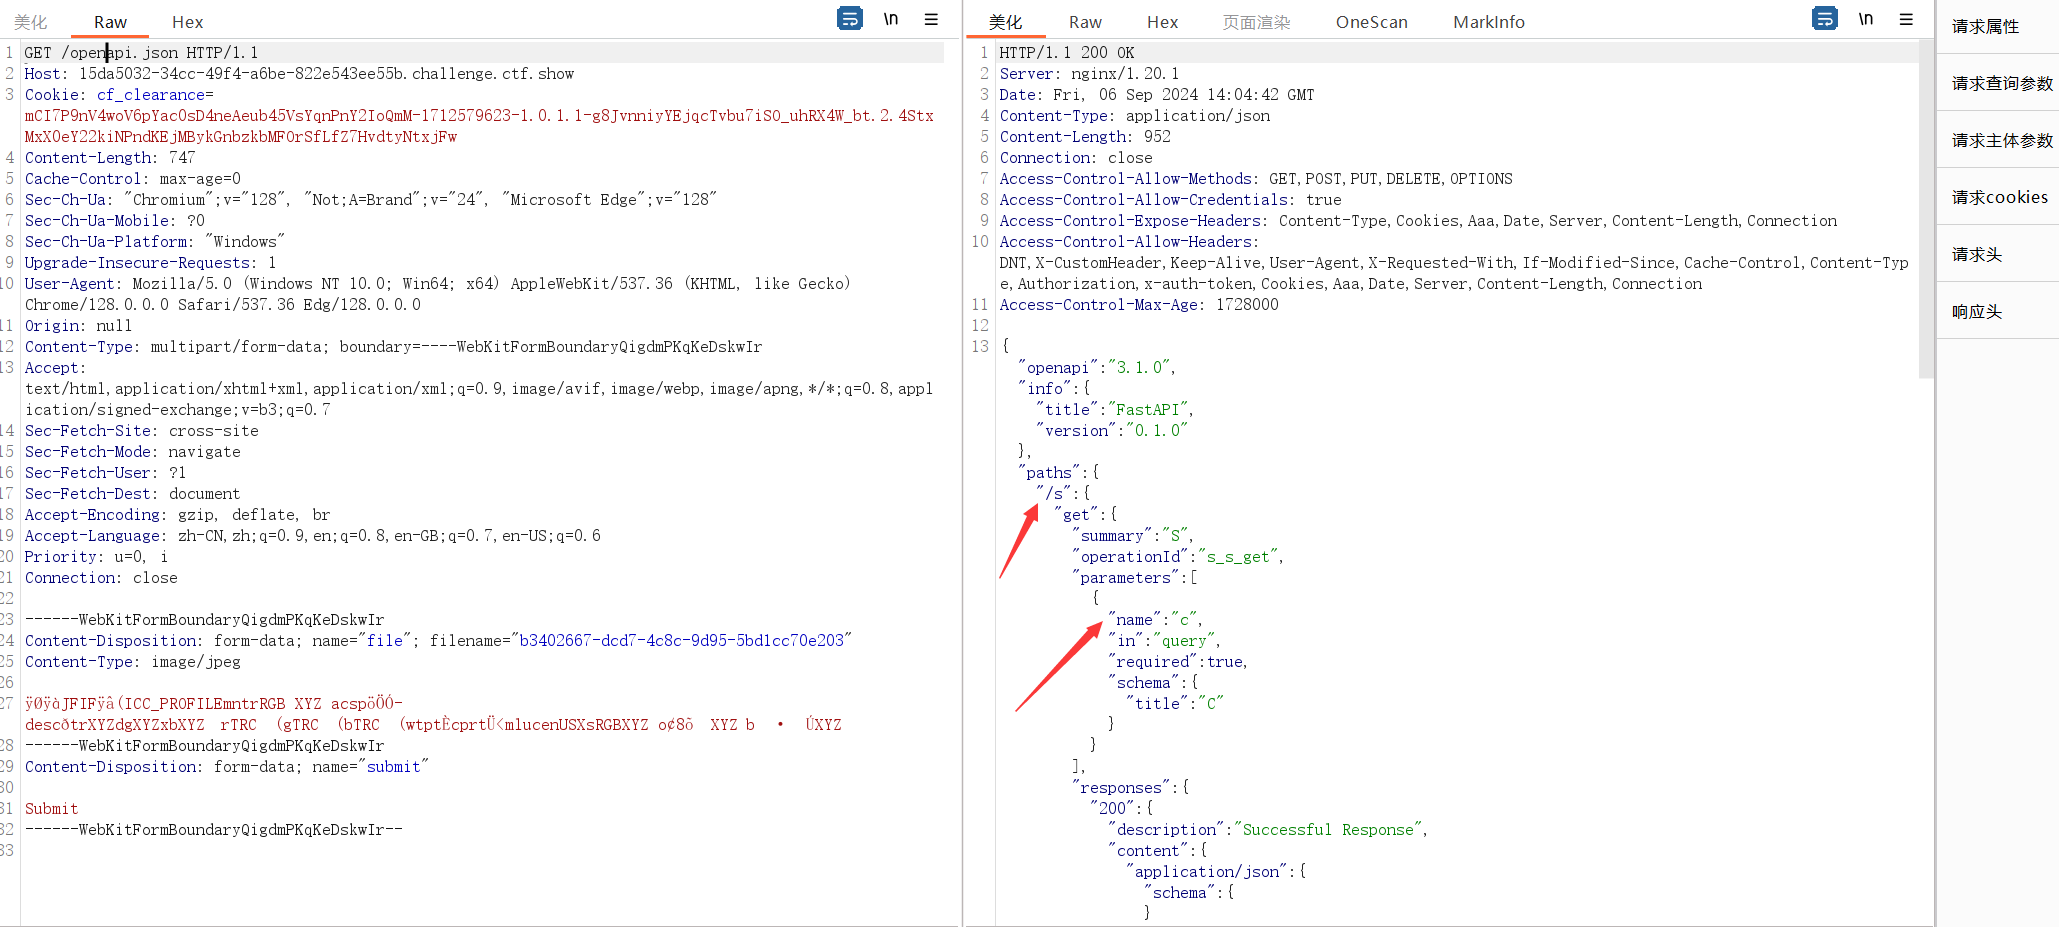 美化 Raw Hex \n
1 GET /openapi.json HTTP/1.1
2 Host: 15da5032-34cc-49f4-a6be-822e543ee55b.challenge.ctf.show
3 Cookie: cf_clearance=
mCI7P9nV4woV6pYacOsD4neAeub45VsYqnPnY2IoQmM-1712579623-1.0.1.1-g8JvnniyYEjqcTvbu7iSO_uhRX4W_bt.2.4Stx
MxX0eY22kiNPndKEjMBykGnbzkbMF0rSfLfZ7HvdtyNtxjFw
4 Content-Length: 747
5 Cache-Control: max-age=0
6 Sec-Ch-Ua: "Chromium";v="128", "Not;A=Brand";v="24", "Microsoft Edge";v="128"
7 Sec-Ch-Ua-Mobile: ?0
8 Sec-Ch-Ua-Platform: "Windows"
9 Upgrade-Insecure-Requests: 1
10 User-Agent: Mozilla/5.0 (Windows NT 10.0; Win64; x64) AppleWebKit/537.36 (KHTML, like Gecko)
Chrome/128.0.0.0 Safari/537.36 Edg/128.0.0.0
11 Origin: null
12 Content-Type: multipart/form-data; boundary=----WebKitFormBoundaryQigdmPKqKeDskwIr
13 Accept:
text/html,application/xhtml+xml,application/xml;q=0.9,image/avif,image/webp,image/apng,*/*;q=0.8,appl
ication/signed-exchange;v=b3;q=0.7
14 Sec-Fetch-Site: cross-site
15 Sec-Fetch-Mode: navigate
16 Sec-Fetch-User: ?1
17 Sec-Fetch-Dest: document
18 Accept-Encoding: gzip, deflate, br
19 Accept-Language: zh-CN,zh;q=0.9,en;q=0.8,en-GB;q=0.7,en-US;q=0.6
20 Priority: u=0, i
21 Connection: close
22
23 ------WebKitFormBoundaryQigdmPKqKeDskwIr
24 Content-Disposition: form-data; name="file"; filename="b3402667-dcd7-4c8c-9d95-5bd1cc70e203"
25 Content-Type: image/jpeg
26
27 ÿØÿàJFIFÿâ(ICC_PROFILEmntrRGB XYZ acspöÖÓ-
descðtrXYZdgXYZxbXYZ rTRC (gTRC (bTRC (wtptÈcprtÜ<mlucenUSXsRGBXYZ o¢8õ XYZ b • ÚXYZ
28 ------WebKitFormBoundaryQigdmPKqKeDskwIr
29 Content-Disposition: form-data; name="submit"
30
31 Submit
32 ------WebKitFormBoundaryQigdmPKqKeDskwIr--
33
美化 Raw Hex 页面渲染 OneScan MarkInfo \n
1 HTTP/1.1 200 OK
2 Server: nginx/1.20.1
3 Date: Fri, 06 Sep 2024 14:04:42 GMT
4 Content-Type: application/json
5 Content-Length: 952
6 Connection: close
7 Access-Control-Allow-Methods: GET,POST,PUT,DELETE,OPTIONS
8 Access-Control-Allow-Credentials: true
9 Access-Control-Expose-Headers: Content-Type,Cookies,Aaa,Date,Server,Content-Length,Connection
10 Access-Control-Allow-Headers:
DNT,X-CustomHeader,Keep-Alive,User-Agent,X-Requested-With,If-Modified-Since,Cache-Control,Content-Typ
e,Authorization,x-auth-token,Cookies,Aaa,Date,Server,Content-Length,Connection
11 Access-Control-Max-Age: 1728000
12
13 {
"openapi":"3.1.0",
"info":{
"title":"FastAPI",
"version":"0.1.0"
},
"paths":{
"/s":{
"get":{
"summary":"S",
"operationId":"s_s_get",
"parameters":[
{
"name":"c",
"in":"query",
"required":true,
"schema":{
"title":"C"
}
}
],
"responses":{
"200":{
"description":"Successful Response",
"content":{
"application/json":{
"schema":{
}
请求属性
请求查询参数
请求主体参数
请求cookies
请求头
响应头